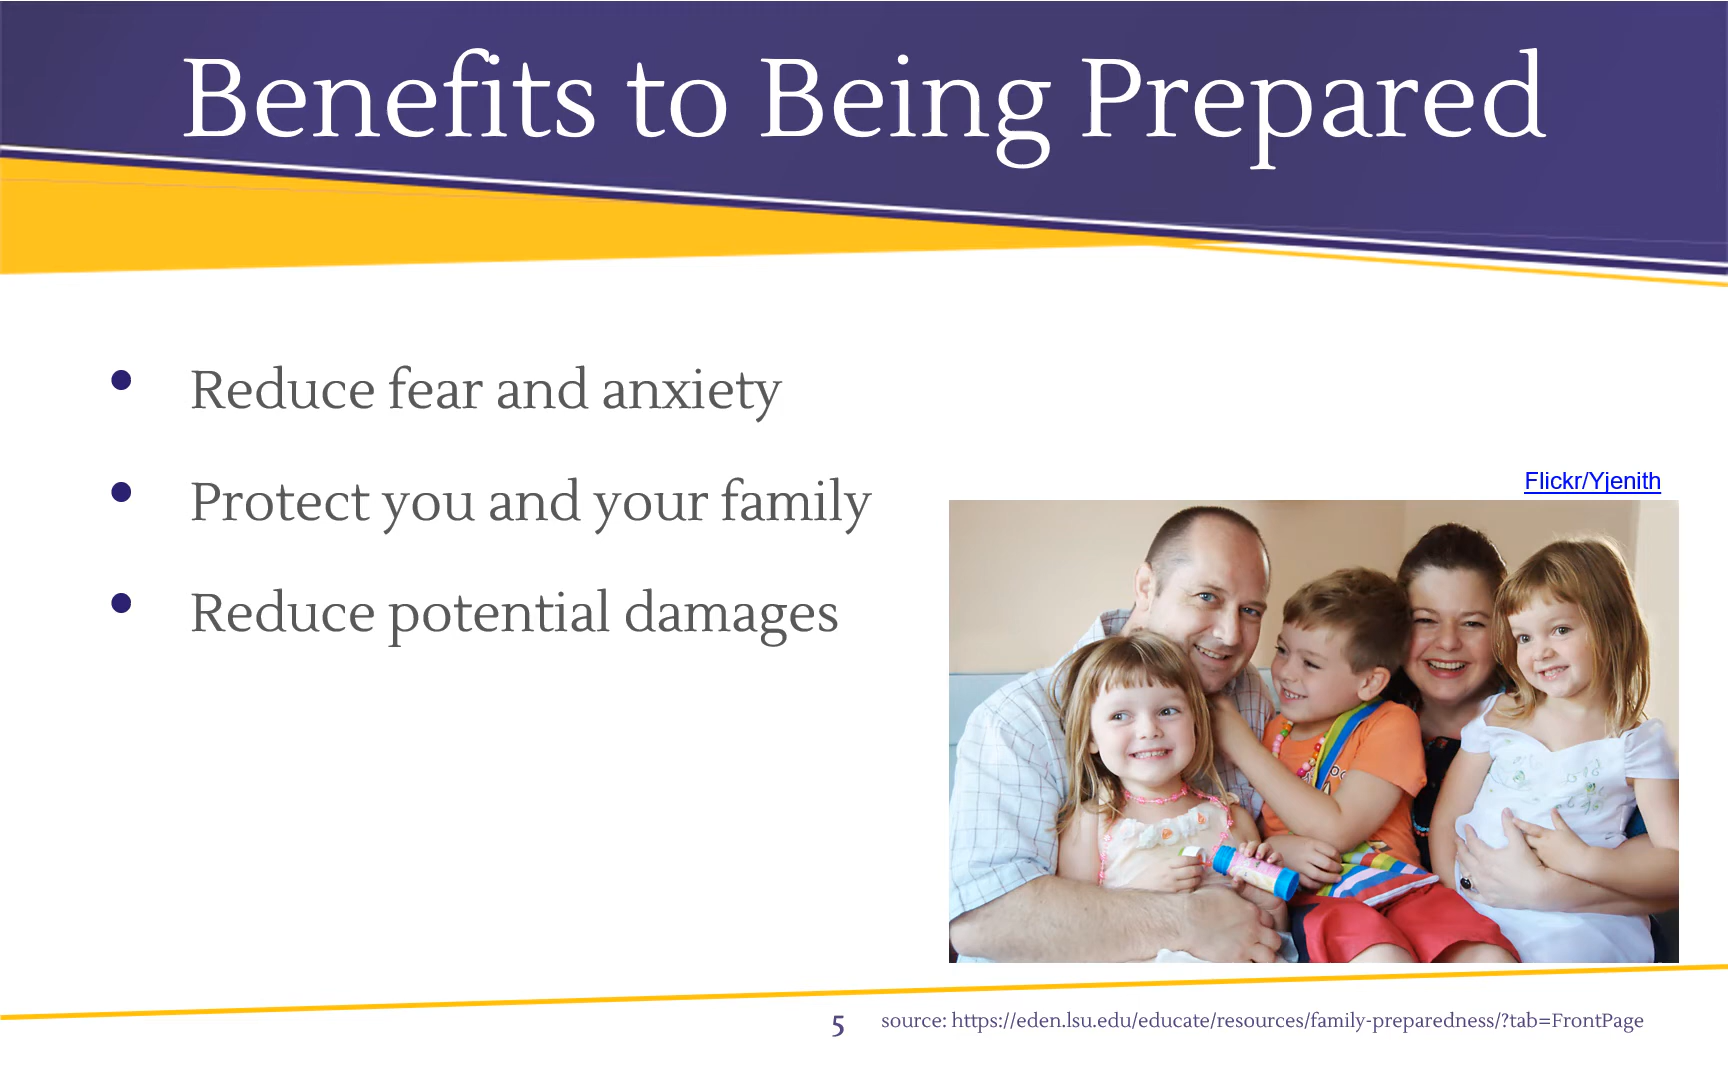 Benefits to Being Prepared
• Reduce fear and anxiety
• Protect you and your family
• Reduce potential damages
Flickr/Yjenith
5 source: https://eden.lsu.edu/educate/resources/family-preparedness/?tab=FrontPage